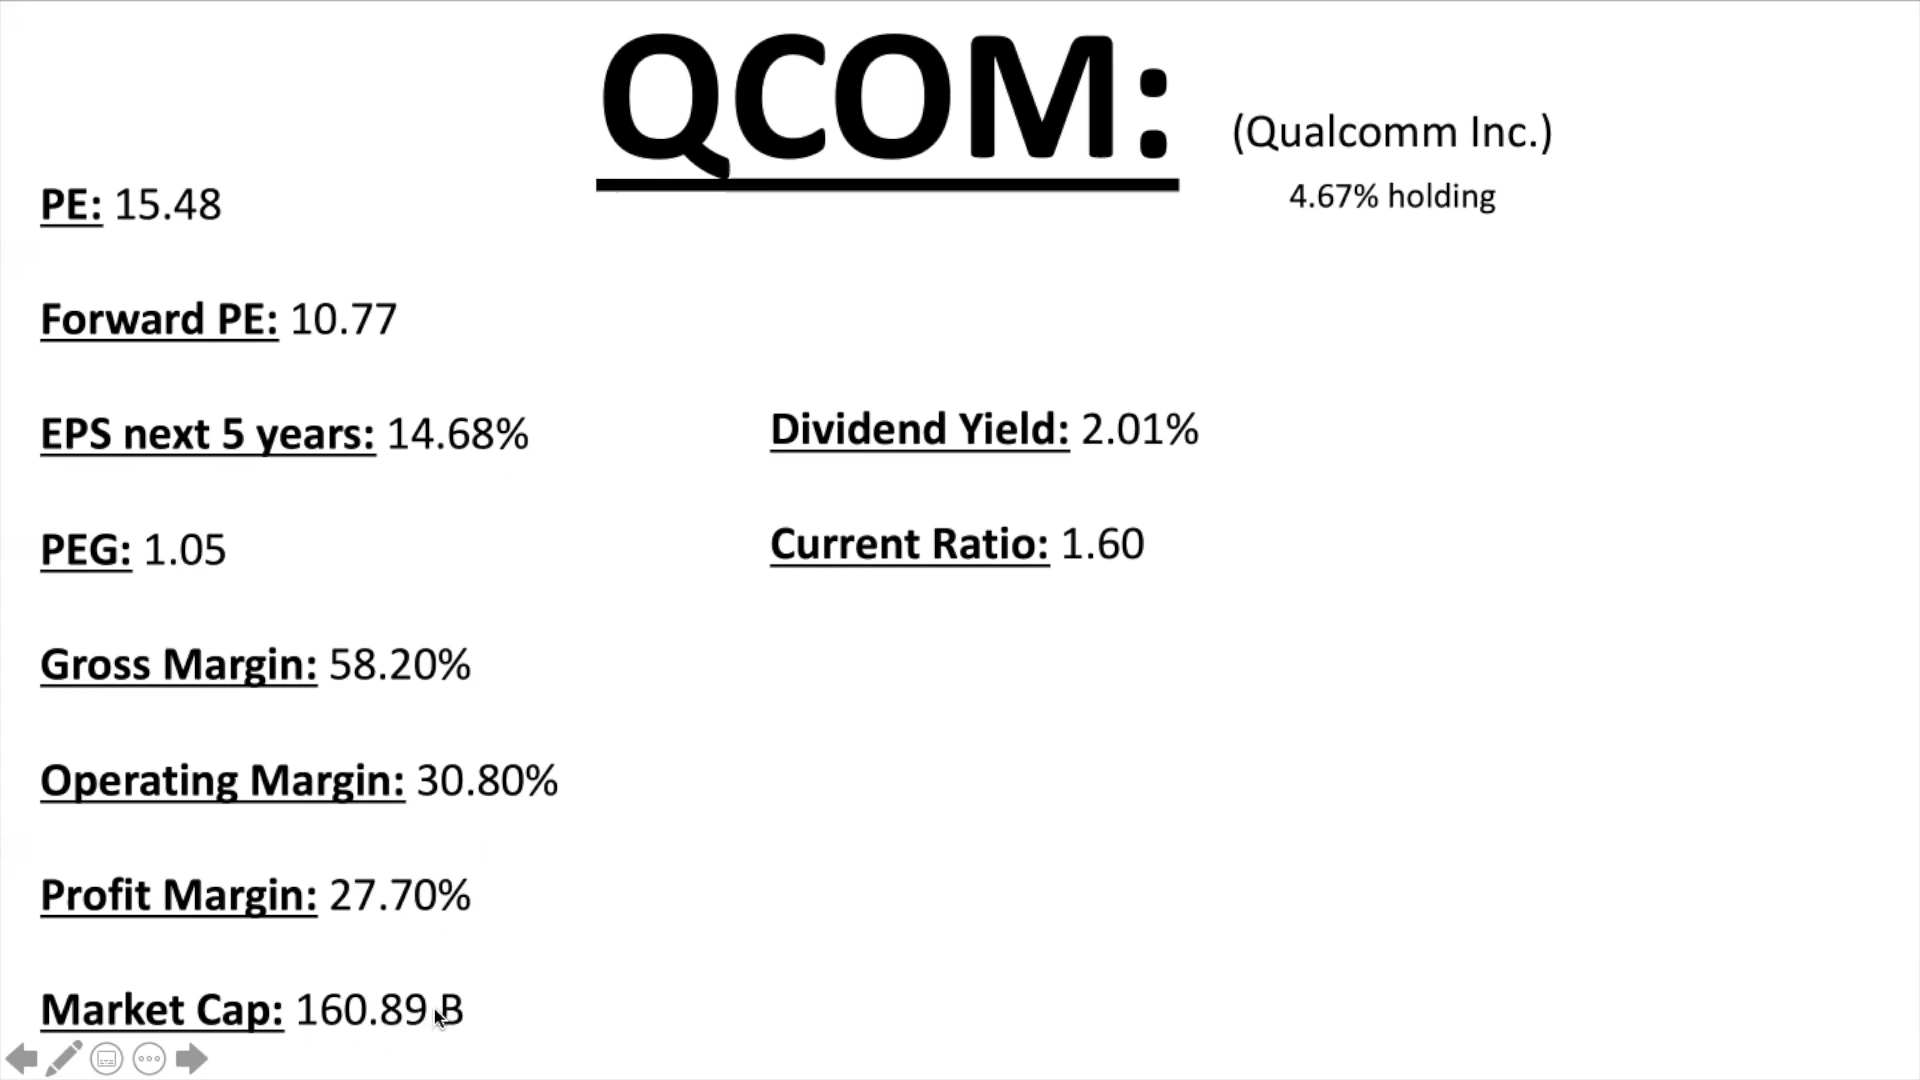 QCOM:
(Qualcomm Inc.)
4.67% holding
PE: 15.48
Forward PE: 10.77
EPS next 5 years: 14.68%
PEG: 1.05
Gross Margin: 58.20%
Operating Margin: 30.80%
Profit Margin: 27.70%
Market Cap: 160.89 B
Dividend Yield: 2.01%
Current Ratio: 1.60